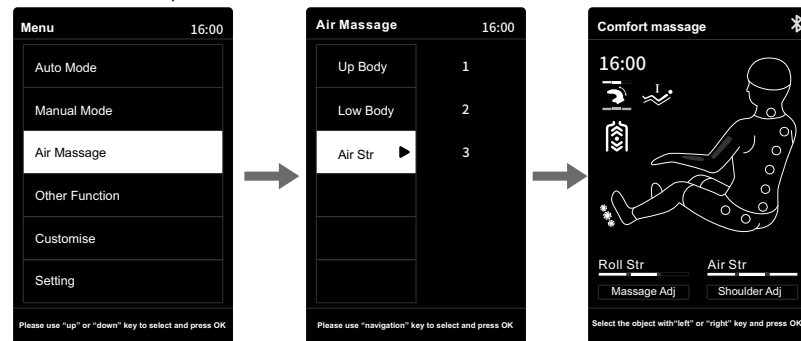 Menu 16:00
Auto Mode
Manual Mode
Air Massage
Other Function
Customise
Setting
Please use “up” or “down” key to select and press OK
Air Massage 16:00
Up Body 1
Low Body 2
Air Str 3
Please use “navigation” key to select and press OK
Comfort massage
16:00
I
Roll Str Air Str
Massage Adj Shoulder Adj
Select the object with“left” or “right” key and press OK